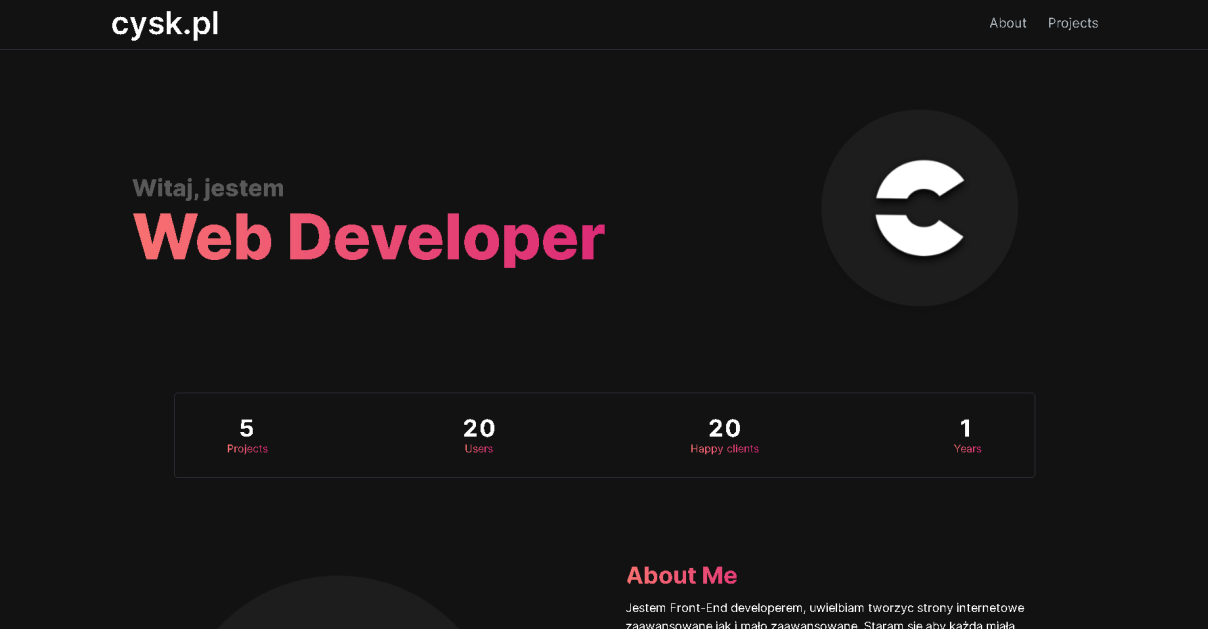 cysk.pl
About
Projects
Witaj, jestem
Web Developer
5
Projects
20
Users
20
Happy clients
1
Years
About Me
Jestem Front-End developerem, uwielbiam tworzyc strony internetowe
zaawansowane jak i mało zaawansowane. Staram się aby każda miała